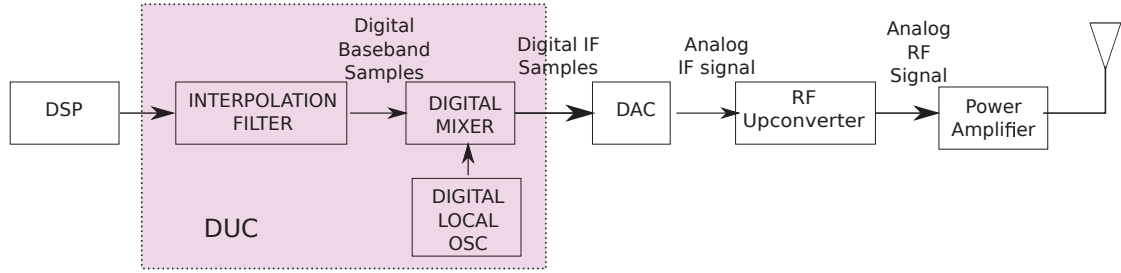 DSP
INTERPOLATION
FILTER
Digital
Baseband
Samples
DIGITAL
MIXER
DIGITAL
LOCAL
OSC
DUC
Digital IF
Samples
DAC
Analog
IF signal
RF
Upconverter
Analog
RF
Signal
Power
Amplifier